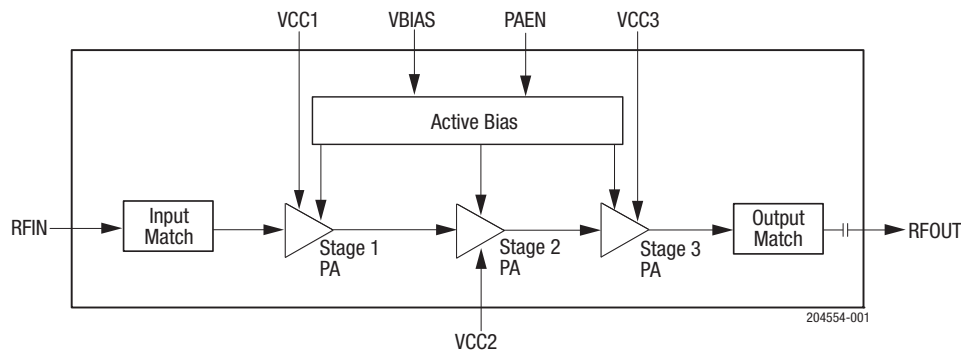 VCC1
VBIAS
PAEN
VCC3
Active Bias
RFIN
Input
Match
Stage 1
PA
Stage 2
PA
Stage 3
PA
Output
Match
RFOUT
204554-001
VCC2